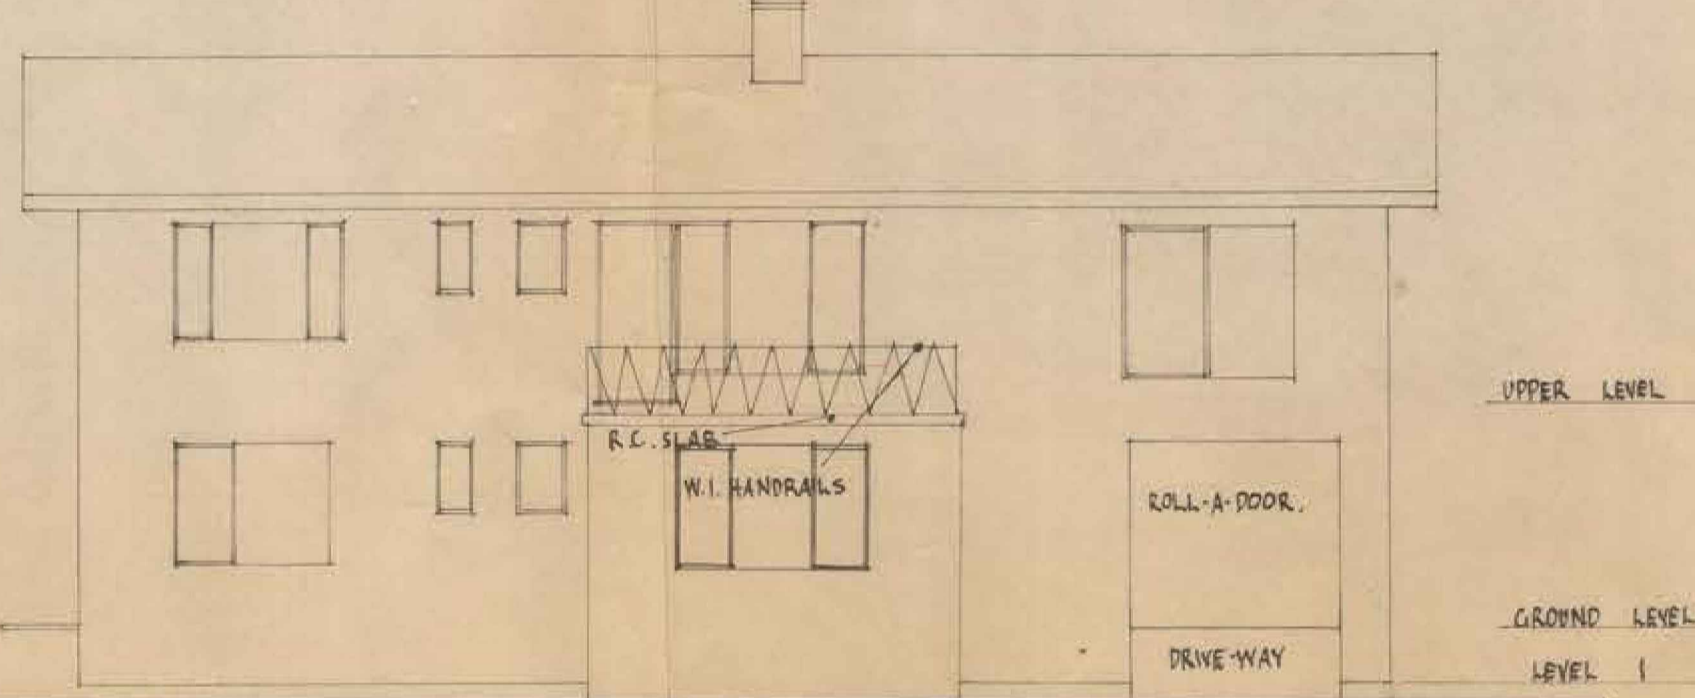 UPPER LEVEL
R.C. SLAB
W.I. HANDRAILS
ROLL-A-DOOR.
GROUND LEVEL
DRIVE-WAY
LEVEL 1